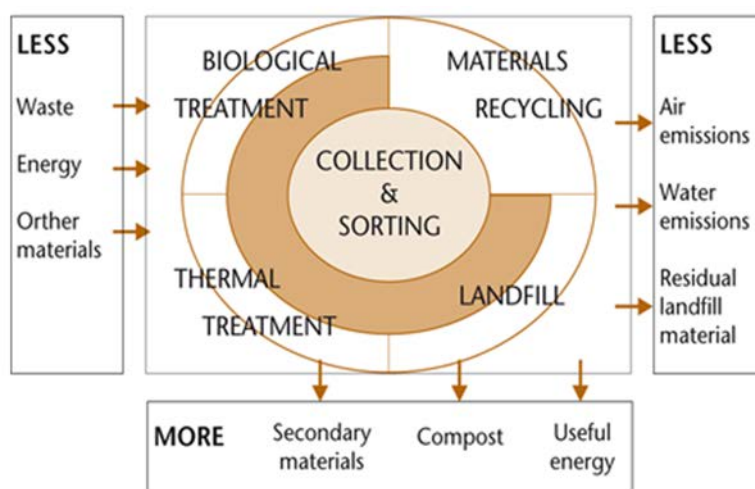 LESS
Waste
Energy
Orther
materials
BIOLOGICAL
TREATMENT
MATERIALS
RECYCLING
COLLECTION
&
SORTING
THERMAL
TREATMENT
LANDFILL
LESS
Air
emissions
Water
emissions
Residual
landfill
material
MORE
Secondary
materials
Compost
Useful
energy